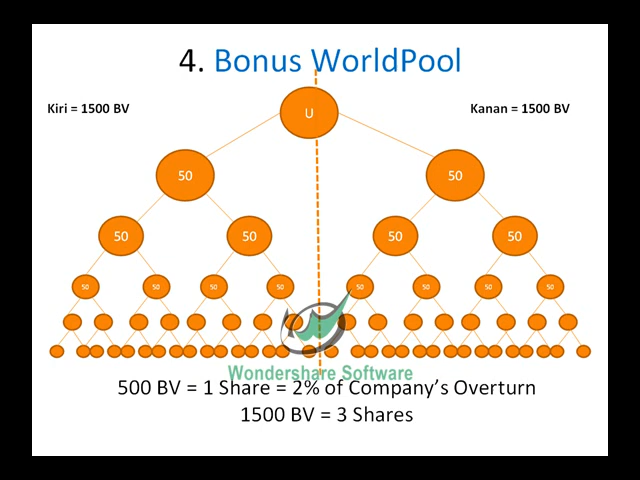 4. Bonus WorldPool
Kiri = 1500 BV
Kanan = 1500 BV
U
50
50
50
50
50
50
50
50
50
50
50
50
50
50
Wondershare Software
500 BV = 1 Share = 2% of Company's Overturn
1500 BV = 3 Shares